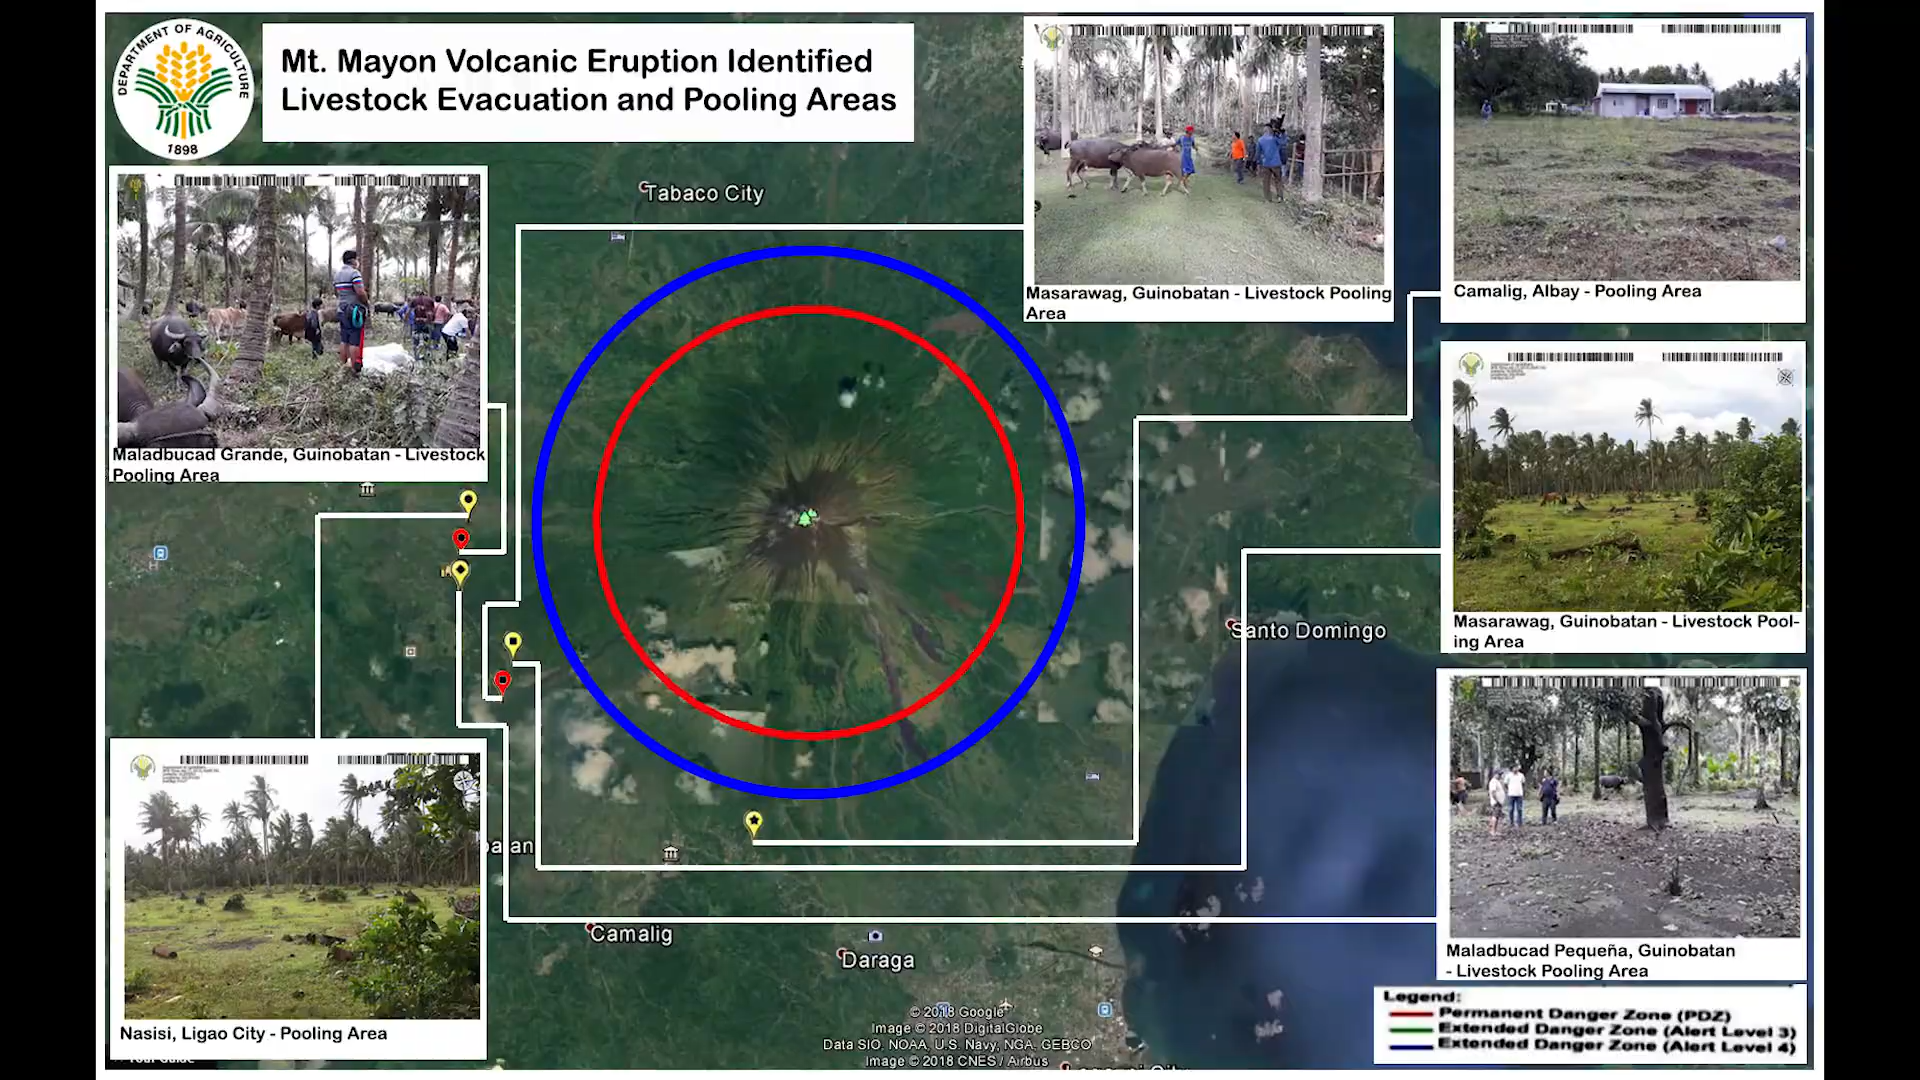 DEPARTMENT OF AGRICULTURE
1898
Mt. Mayon Volcanic Eruption Identified
Livestock Evacuation and Pooling Areas
Tabaco City
Masarawag, Guinobatan - Livestock Pooling
Area
Camalig, Albay - Pooling Area
Maladbucad Grande, Guinobatan - Livestock
Pooling Area
Masarawag, Guinobatan - Livestock Pool-
ing Area
Santo Domingo
Camalig
Daraga
Maladbucad Pequeña, Guinobatan
- Livestock Pooling Area
Nasisi, Ligao City - Pooling Area
Legend:
Permanent Danger Zone (PDZ)
Extended Danger Zone (Alert Level 3)
Extended Danger Zone (Alert Level 4)
© 2018 Google
Image © 2018 DigitalGlobe
Data SIO, NOAA, U.S. Navy, NGA, GEBCO
Image © 2018 CNES / Airbus